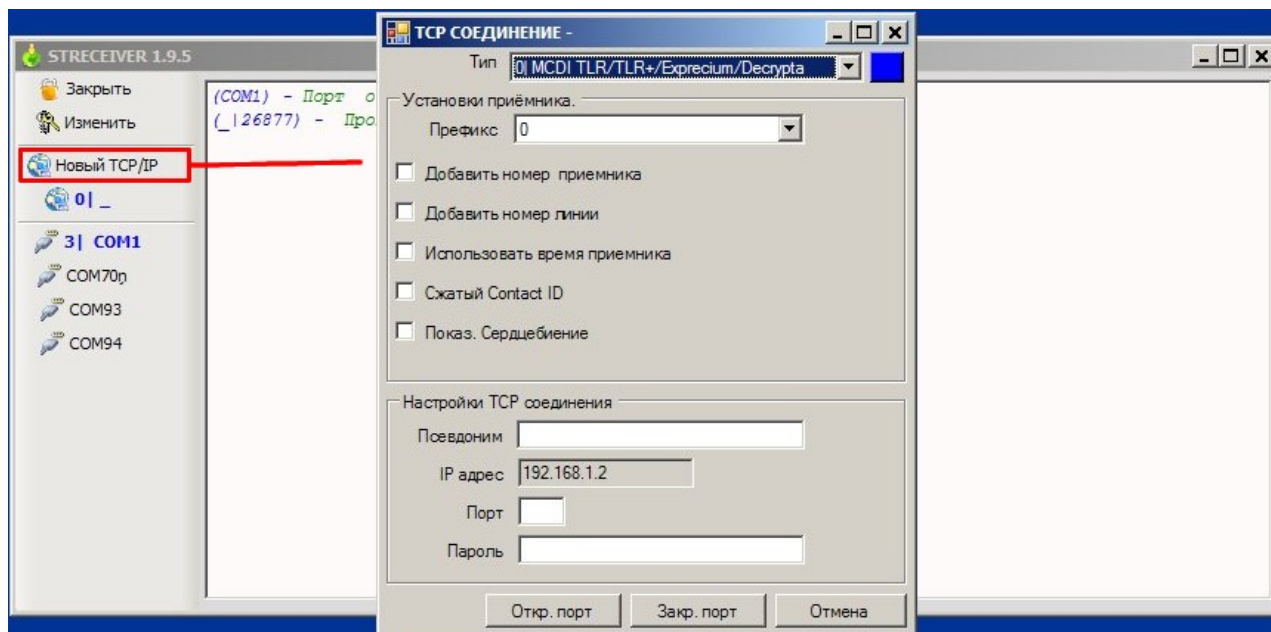 STRECEIVER 1.9.5
Закрыть
Изменить
Новый TCP/IP
0| _
3| COM1
COM70ņ
COM93
COM94
(COM1) - Порт о
(_|26877) - Про
TCP СОЕДИНЕНИЕ -
Тип 0| MCDI TLR/TLR+/Exprecium/Decrypta
Установки приёмника.
Префикс 0
Добавить номер приемника
Добавить номер линии
Использовать время приемника
Сжатый Contact ID
Показ. Сердцебиение
Настройки TCP соединения
Псевдоним
IP адрес 192.168.1.2
Порт
Пароль
Откр. порт Закр. порт Отмена